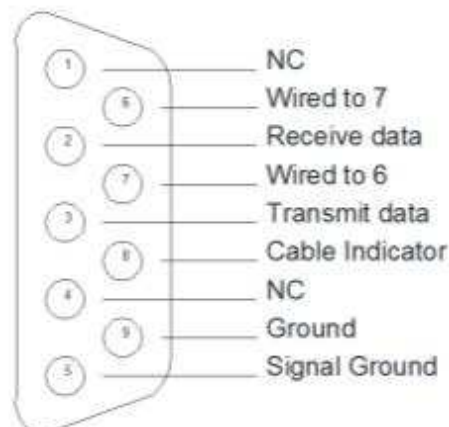 1 NC
6 Wired to 7
2 Receive data
7 Wired to 6
3 Transmit data
8 Cable Indicator
4 NC
9 Ground
5 Signal Ground